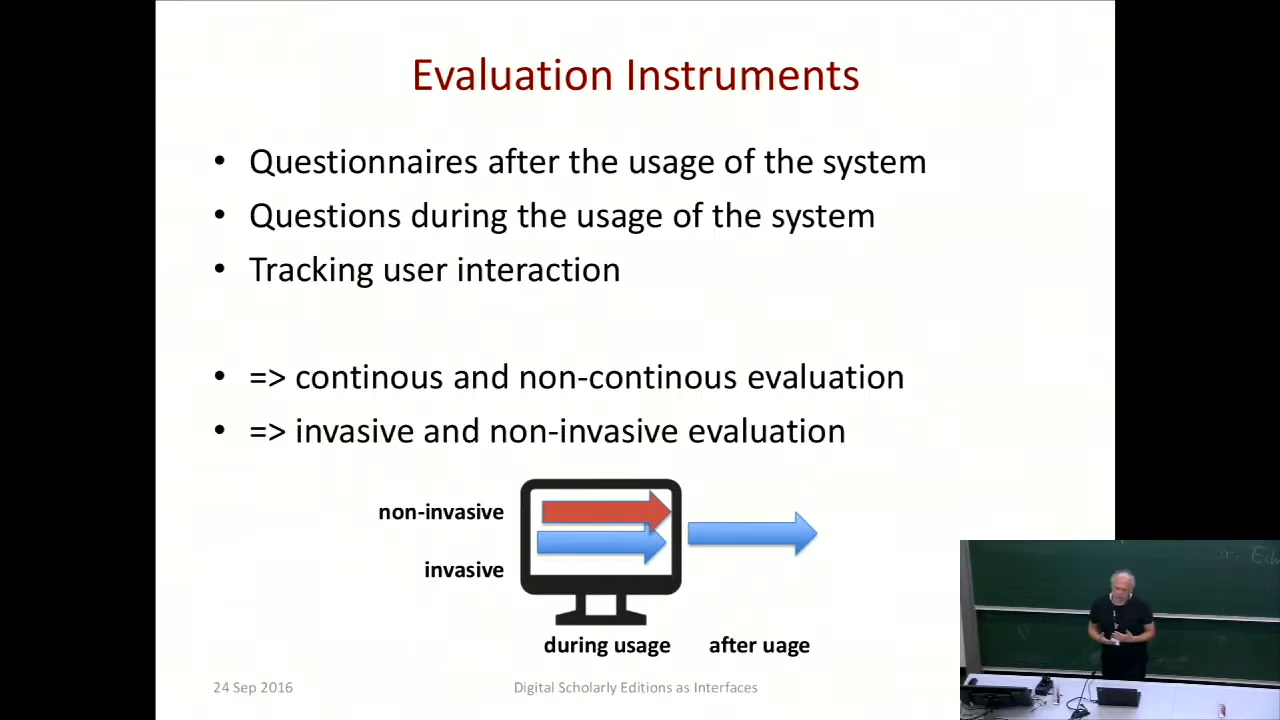 Evaluation Instruments
• Questionnaires after the usage of the system
• Questions during the usage of the system
• Tracking user interaction
• => continous and non-continous evaluation
• => invasive and non-invasive evaluation
non-invasive
invasive
during usage
after uage
24 Sep 2016
Digital Scholarly Editions as Interfaces